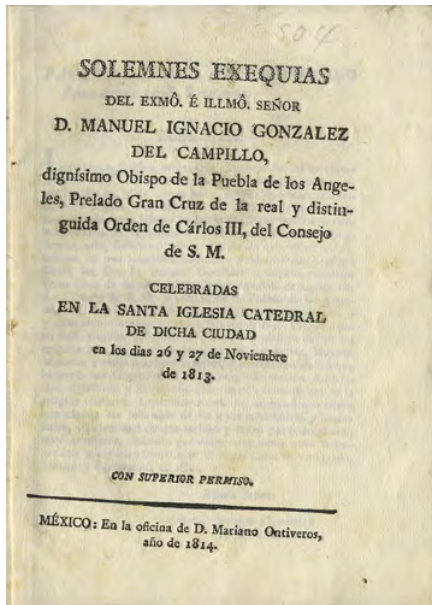 504
SOLEMNES EXEQUIAS
DEL EXMÔ. É ILLMÔ. SEÑOR
D. MANUEL IGNACIO GONZALEZ
DEL CAMPILLO,
dignísimo Obispo de la Puebla de los Ange-
les, Prelado Gran Cruz de la real y distin-
guida Orden de Cárlos III, del Consejo
de S. M.
CELEBRADAS
EN LA SANTA IGLESIA CATEDRAL
DE DICHA CIUDAD
en los dias 26 y 27 de Noviembre
de 1813.
CON SUPERIOR PERMISO.
MÉXICO: En la oficina de D. Mariano Ontiveros,
año de 1814.